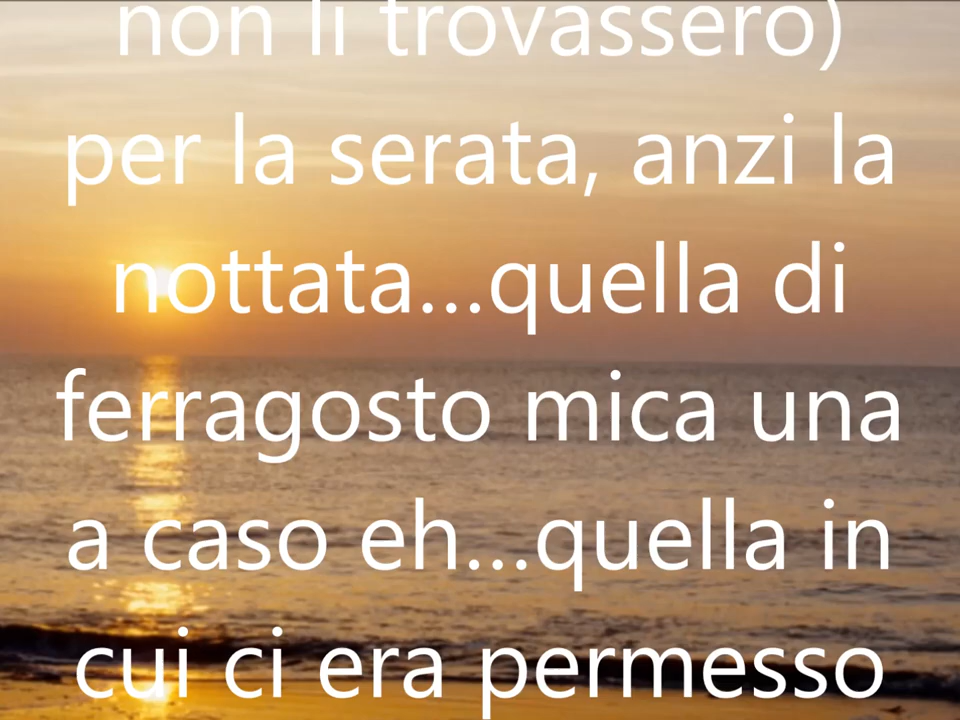 non li trovassero)
per la serata, anzi la
nottata...quella di
ferragosto mica una
a caso eh...quella in
cui ci era permesso